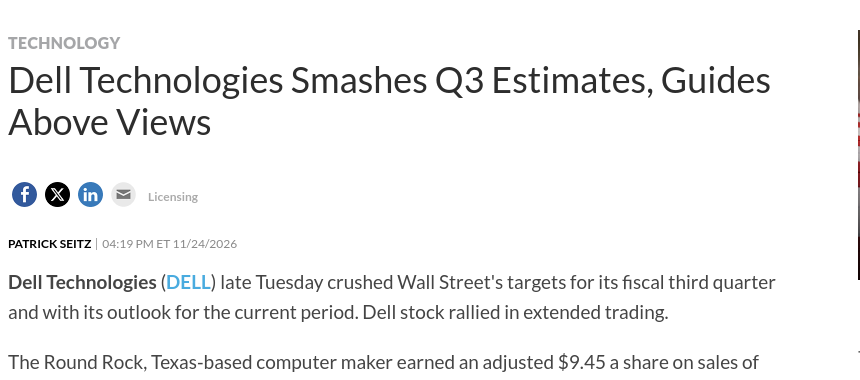 TECHNOLOGY
Dell Technologies Smashes Q3 Estimates, Guides
Above Views
Licensing
PATRICK SEITZ | 04:19 PM ET 11/24/2026
Dell Technologies (DELL) late Tuesday crushed Wall Street's targets for its fiscal third quarter
and with its outlook for the current period. Dell stock rallied in extended trading.
The Round Rock, Texas-based computer maker earned an adjusted $9.45 a share on sales of